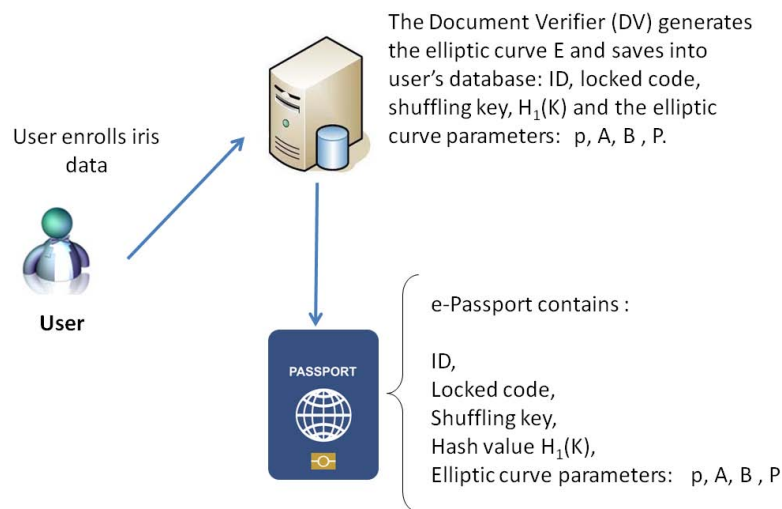 The Document Verifier (DV) generates
the elliptic curve E and saves into
user's database: ID, locked code,
shuffling key, H₁(K) and the elliptic
curve parameters:  p, A, B , P.
User enrolls iris
data
User
PASSPORT
e-Passport contains :
ID,
Locked code,
Shuffling key,
Hash value H₁(K),
Elliptic curve parameters:   p, A, B , P